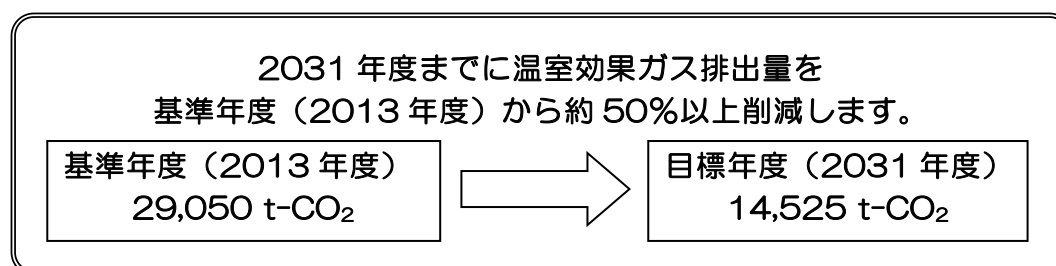 2031 年度までに温室効果ガス排出量を
基準年度（2013 年度）から約 50％以上削減します。
基準年度（2013 年度）
29,050 t-CO₂
目標年度（2031 年度）
14,525 t-CO₂